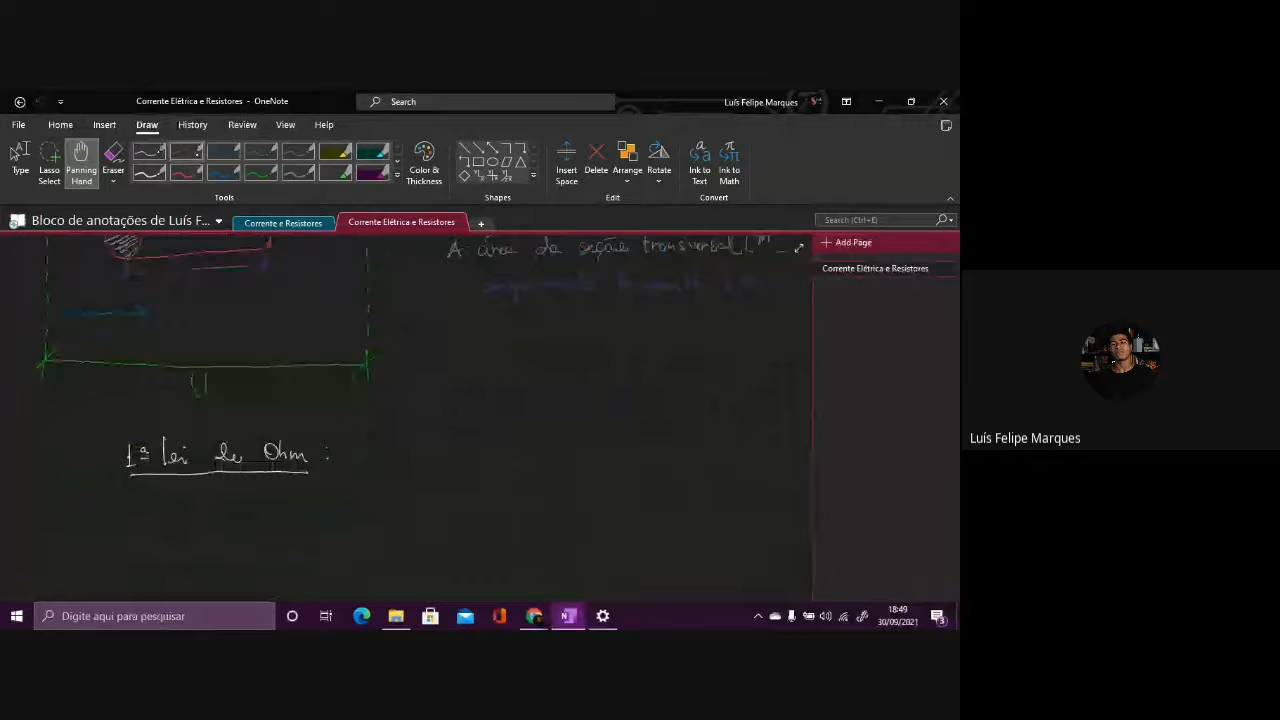 Corrente Elétrica e Resistores - OneNote
Search
Luís Felipe Marques
File Home Insert Draw History Review View Help
Type
Lasso Select
Panning Hand
Eraser
Color & Thickness
Insert Space
Delete
Arrange
Rotate
Ink to Text
Ink to Math
Tools
Shapes
Edit
Convert
Bloco de anotações de Luís F...
Corrente e Resistores
Corrente Elétrica e Resistores
+
Search (Ctrl+E)
Add Page
Corrente Elétrica e Resistores
A área da seção transversal
1ª lei de Ohm :
Luís Felipe Marques
Digite aqui para pesquisar
18:49
30/09/2021
3